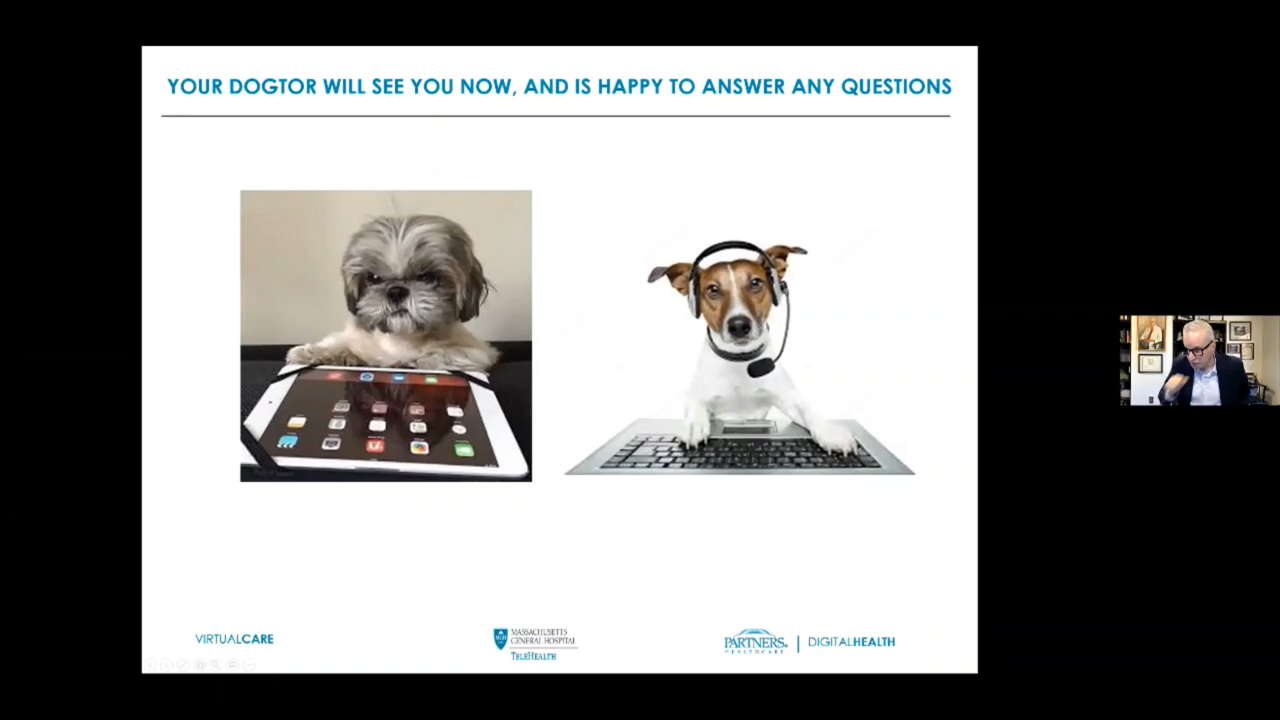 YOUR DOGTOR WILL SEE YOU NOW, AND IS HAPPY TO ANSWER ANY QUESTIONS
VIRTUALCARE
MASSACHUSETTS
GENERAL HOSPITAL
TELEHEALTH
PARTNERS
HEALTHCARE
DIGITALHEALTH